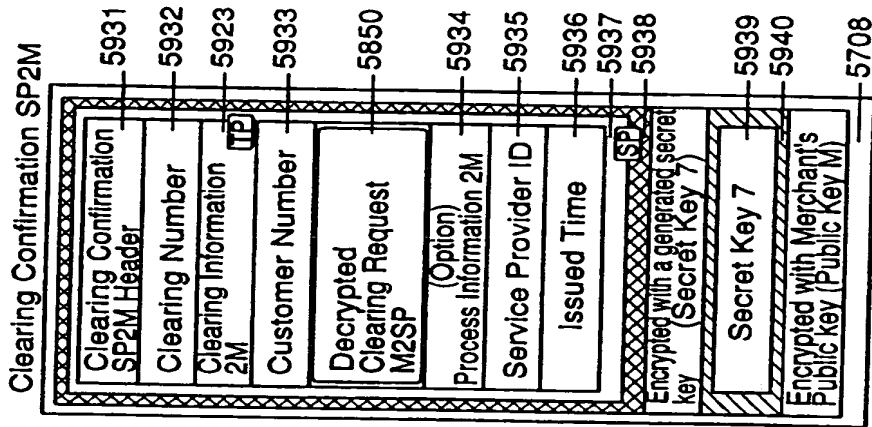 Clearing Confirmation SP2M
Clearing Confirmation
SP2M Header
5931
Clearing Number
5932
Clearing Information
2M
TP
5923
Customer Number
5933
Decrypted
Clearing Request
M2SP
5850
(Option)
Process Information 2M
5934
Service Provider ID
5935
Issued Time
5936
5937
SP
5938
Encrypted with a generated secret
key (Secret Key 7)
Secret Key 7
5939
5940
Encrypted with Merchant's
Public key (Public Key M)
5708